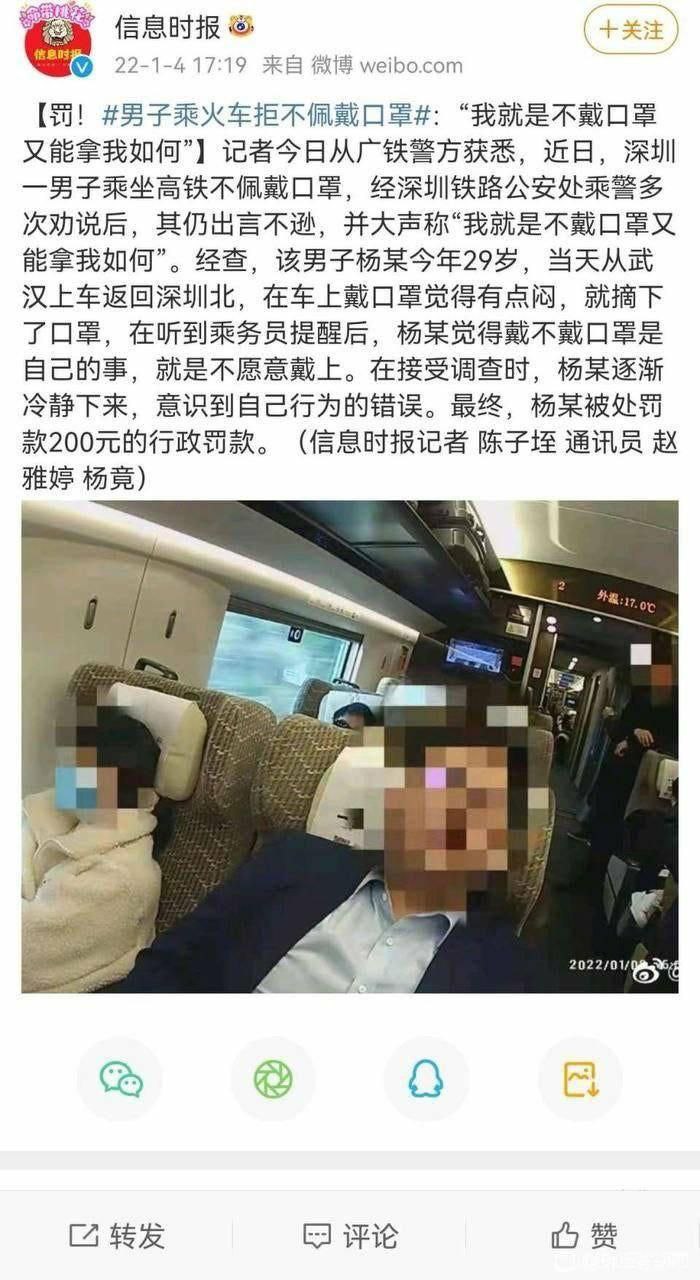 信息时报
信息时报
22-1-4 17:19 来自 微博 weibo.com
+关注
【罚！#男子乘火车拒不佩戴口罩#：“我就是不戴口罩
又能拿我如何”】记者今日从广铁警方获悉，近日，深圳
一男子乘坐高铁不佩戴口罩，经深圳铁路公安处乘警多
次劝说后，其仍出言不逊，并大声称“我就是不戴口罩又
能拿我如何”。经查，该男子杨某今年29岁，当天从武
汉上车返回深圳北，在车上戴口罩觉得有点闷，就摘下
了口罩，在听到乘务员提醒后，杨某觉得戴不戴口罩是
自己的事，就是不愿意戴上。在接受调查时，杨某逐渐
冷静下来，意识到自己行为的错误。最终，杨某被处罚
款200元的行政罚款。（信息时报记者 陈子垤 通讯员 赵
雅婷 杨竟）
10
2
外温:17.0℃
2022/01/0
转发
评论
赞